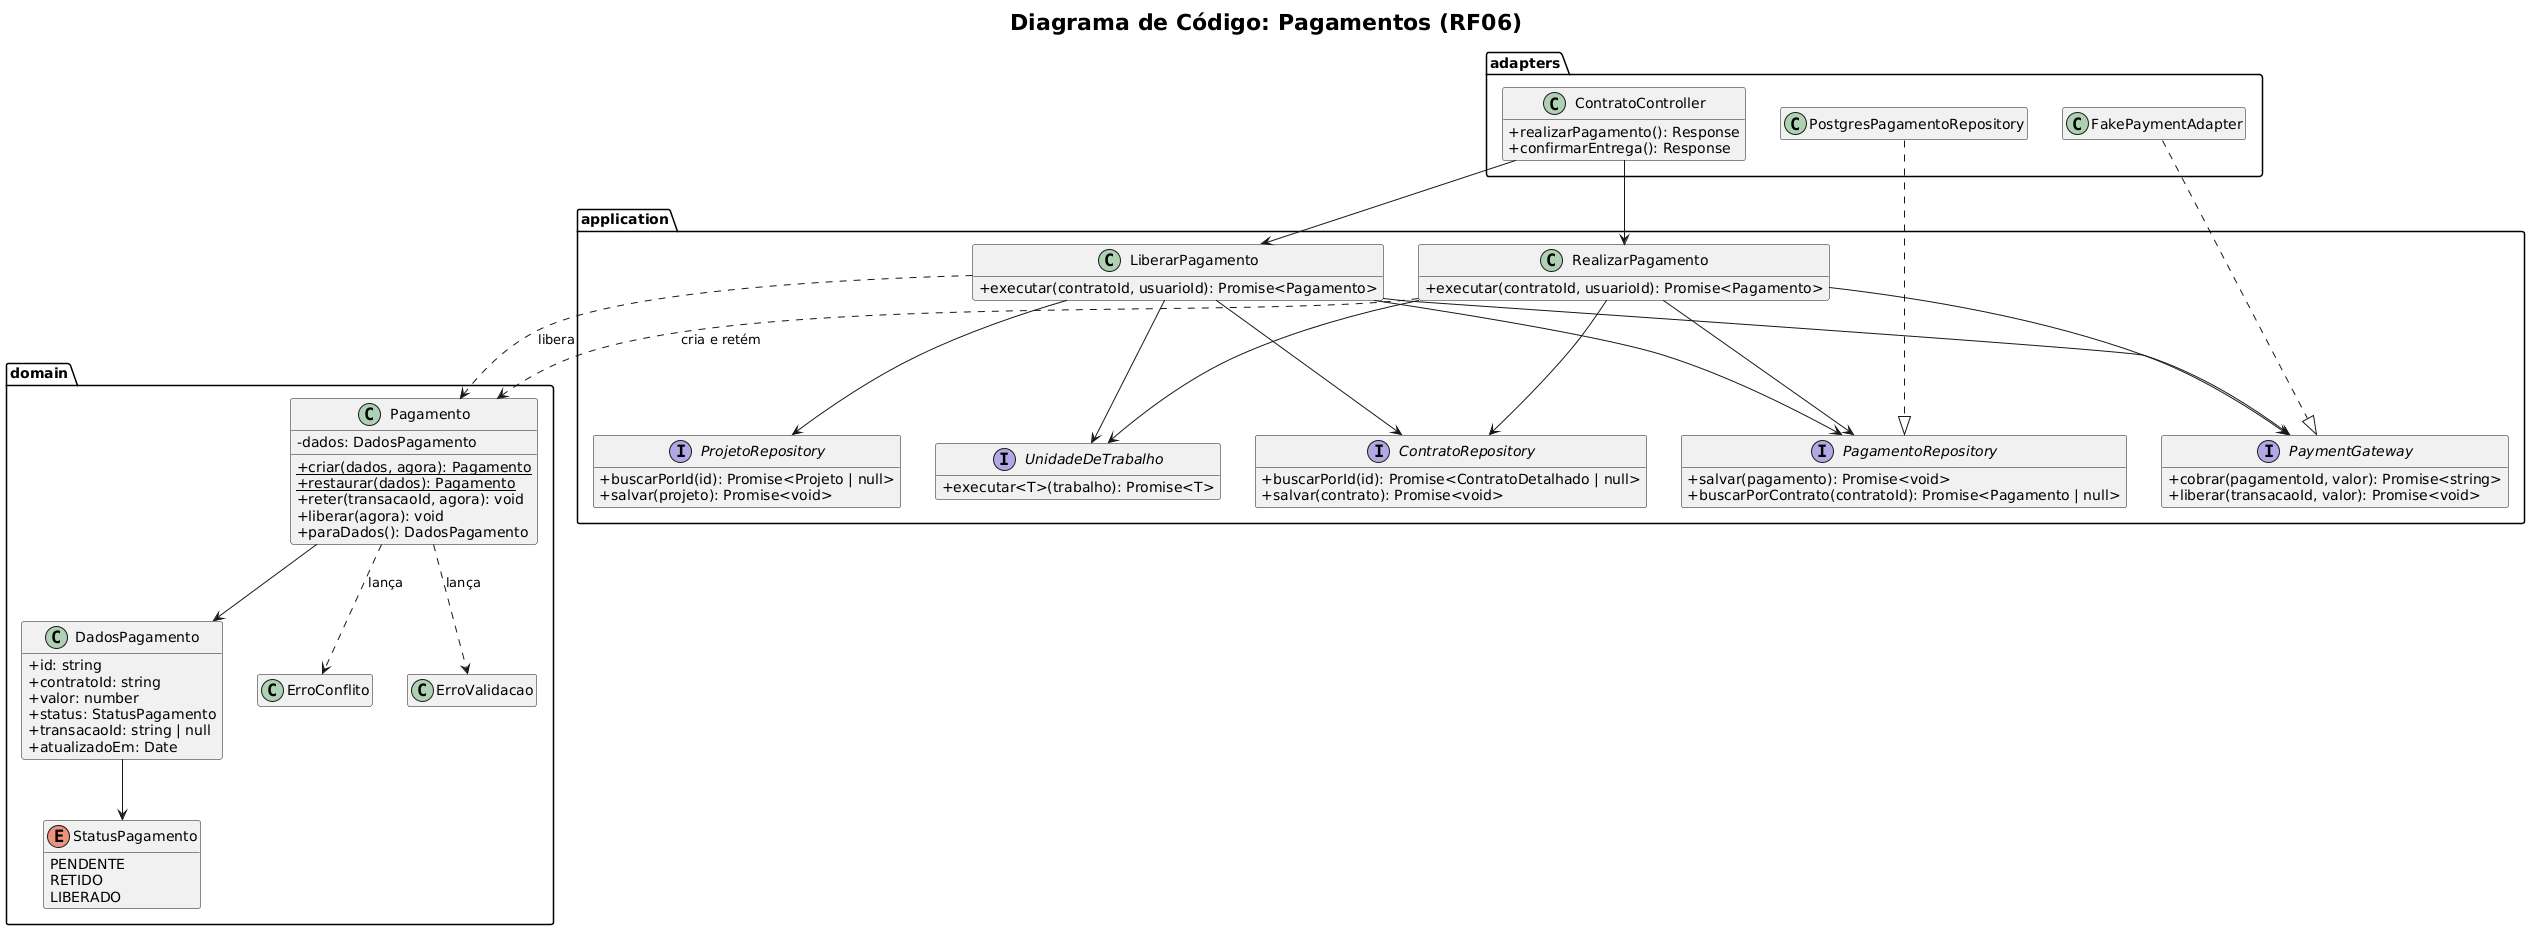 Diagrama de Código: Pagamentos (RF06)
adapters
C ContratoController
+realizarPagamento(): Response
+confirmarEntrega(): Response
C PostgresPagamentoRepository
C FakePaymentAdapter
application
C LiberarPagamento
+executar(contratoId, usuarioId): Promise<Pagamento>
C RealizarPagamento
+executar(contratoId, usuarioId): Promise<Pagamento>
libera
cria e retém
I ProjetoRepository
+buscarPorId(id): Promise<Projeto | null>
+salvar(projeto): Promise<void>
I UnidadeDeTrabalho
+executar<T>(trabalho): Promise<T>
I ContratoRepository
+buscarPorId(id): Promise<ContratoDetalhado | null>
+salvar(contrato): Promise<void>
I PagamentoRepository
+salvar(pagamento): Promise<void>
+buscarPorContrato(contratoId): Promise<Pagamento | null>
I PaymentGateway
+cobrar(pagamentoId, valor): Promise<string>
+liberar(transacaoId, valor): Promise<void>
domain
C Pagamento
-dados: DadosPagamento
+criar(dados, agora): Pagamento
+restaurar(dados): Pagamento
+reter(transacaoId, agora): void
+liberar(agora): void
+paraDados(): DadosPagamento
lança
lança
C DadosPagamento
+id: string
+contratoId: string
+valor: number
+status: StatusPagamento
+transacaoId: string | null
+atualizadoEm: Date
C ErroConflito
C ErroValidacao
E StatusPagamento
PENDENTE
RETIDO
LIBERADO